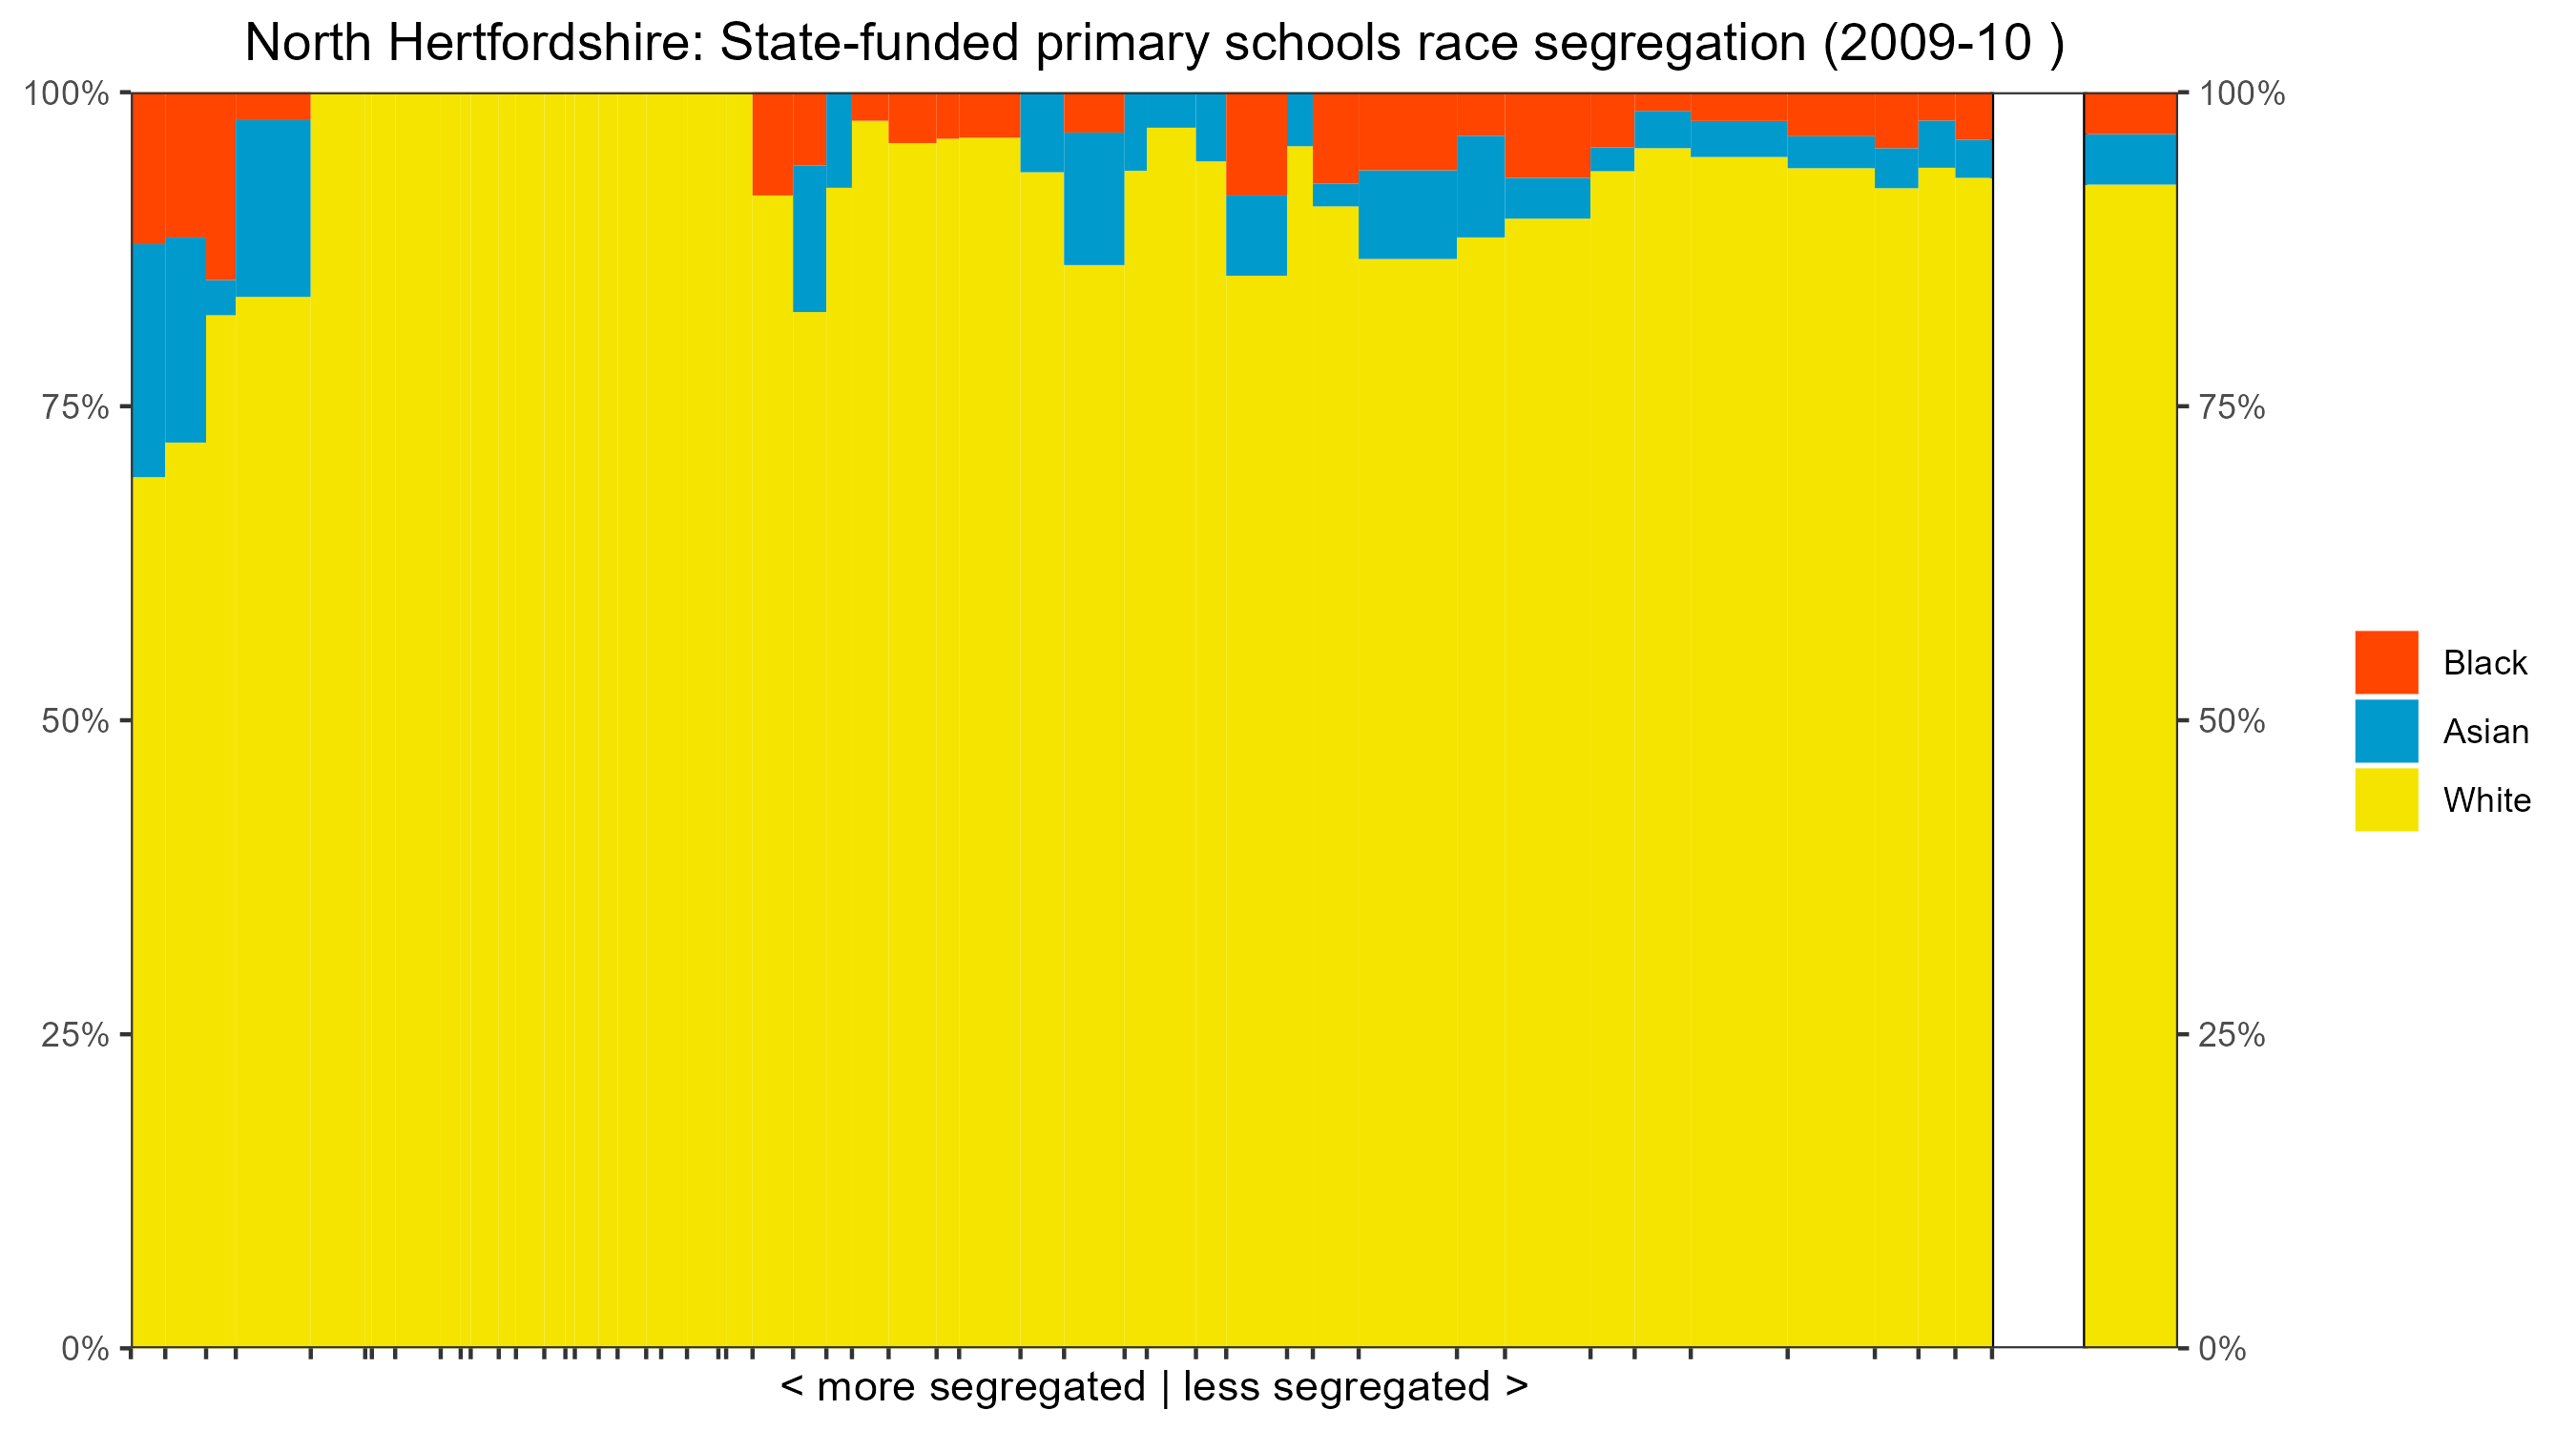 North Hertfordshire: State-funded primary schools race segregation (2009-10 )
100%
100%
75%
75%
50%
50%
25%
25%
0%
0%
Black
Asian
White
< more segregated | less segregated >